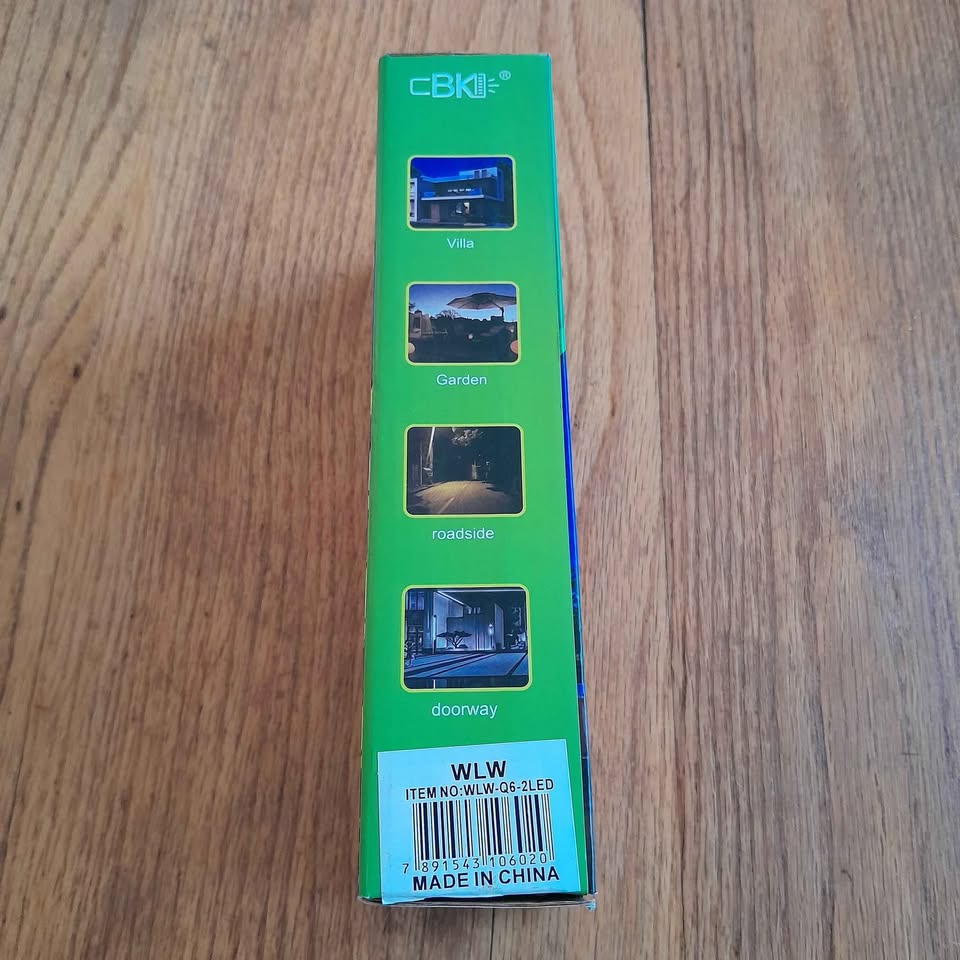 CBK®
Villa
Garden
roadside
doorway
WLW
ITEM NO:WLW-Q6-2LED
7 891543 106020
MADE IN CHINA